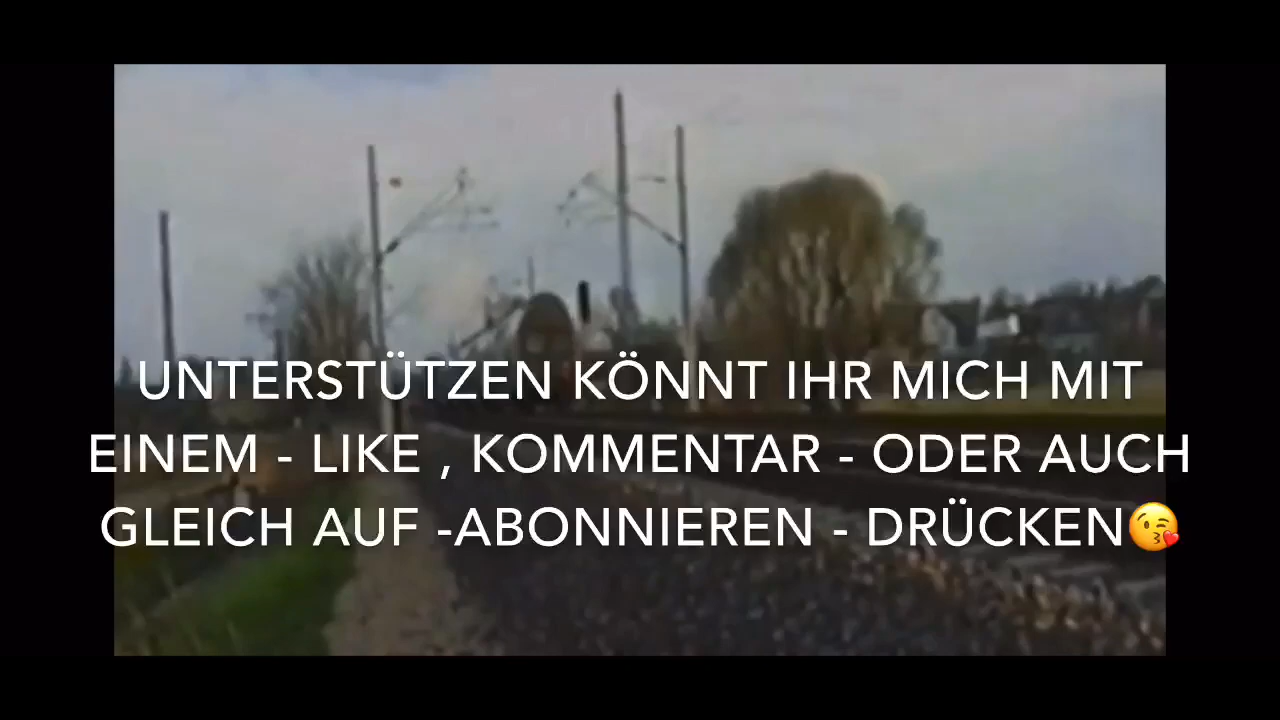 UNTERSTÜTZEN KÖNNT IHR MICH MIT
EINEM - LIKE , KOMMENTAR - ODER AUCH
GLEICH AUF -ABONNIEREN - DRÜCKEN😘